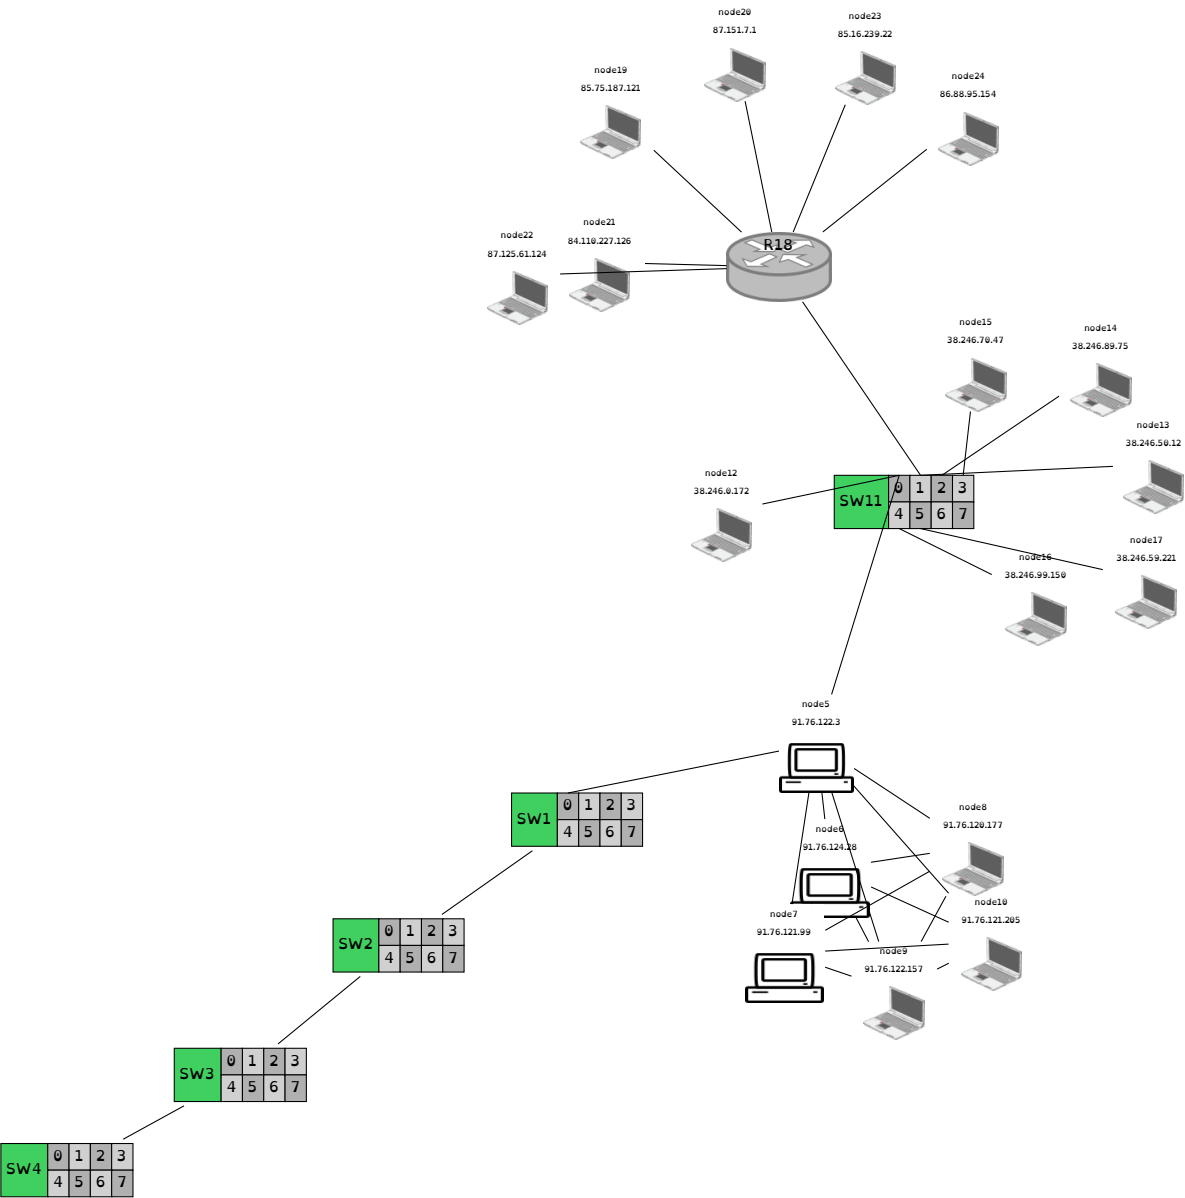 node20
87.151.7.1
node23
85.16.239.22
node19
85.75.187.121
node24
86.88.95.154
node22
87.125.61.124
node21
84.110.227.126
R18
node15
38.246.70.47
node14
38.246.89.75
node13
38.246.50.12
node12
38.246.0.172
SW11
0 1 2 3
4 5 6 7
node17
38.246.59.221
node16
38.246.99.150
node5
91.76.122.3
SW1
0 1 2 3
4 5 6 7
node8
91.76.120.177
node6
91.76.124.28
node10
91.76.121.205
node7
91.76.121.99
node9
91.76.122.157
SW2
0 1 2 3
4 5 6 7
SW3
0 1 2 3
4 5 6 7
SW4
0 1 2 3
4 5 6 7